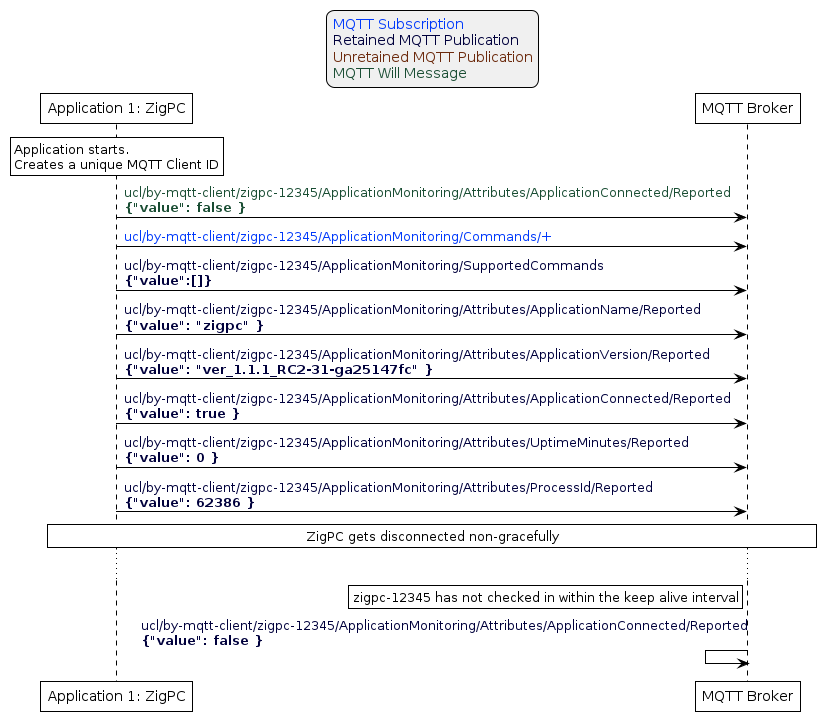 MQTT Subscription
Retained MQTT Publication
Unretained MQTT Publication
MQTT Will Message
Application 1: ZigPC
MQTT Broker
Application starts.
Creates a unique MQTT Client ID
ucl/by-mqtt-client/zigpc-12345/ApplicationMonitoring/Attributes/ApplicationConnected/Reported
{"value": false }
ucl/by-mqtt-client/zigpc-12345/ApplicationMonitoring/Commands/+
ucl/by-mqtt-client/zigpc-12345/ApplicationMonitoring/SupportedCommands
{"value":[]}
ucl/by-mqtt-client/zigpc-12345/ApplicationMonitoring/Attributes/ApplicationName/Reported
{"value": "zigpc" }
ucl/by-mqtt-client/zigpc-12345/ApplicationMonitoring/Attributes/ApplicationVersion/Reported
{"value": "ver_1.1.1_RC2-31-ga25147fc" }
ucl/by-mqtt-client/zigpc-12345/ApplicationMonitoring/Attributes/ApplicationConnected/Reported
{"value": true }
ucl/by-mqtt-client/zigpc-12345/ApplicationMonitoring/Attributes/UptimeMinutes/Reported
{"value": 0 }
ucl/by-mqtt-client/zigpc-12345/ApplicationMonitoring/Attributes/ProcessId/Reported
{"value": 62386 }
ZigPC gets disconnected non-gracefully
zigpc-12345 has not checked in within the keep alive interval
ucl/by-mqtt-client/zigpc-12345/ApplicationMonitoring/Attributes/ApplicationConnected/Reported
{"value": false }
Application 1: ZigPC
MQTT Broker